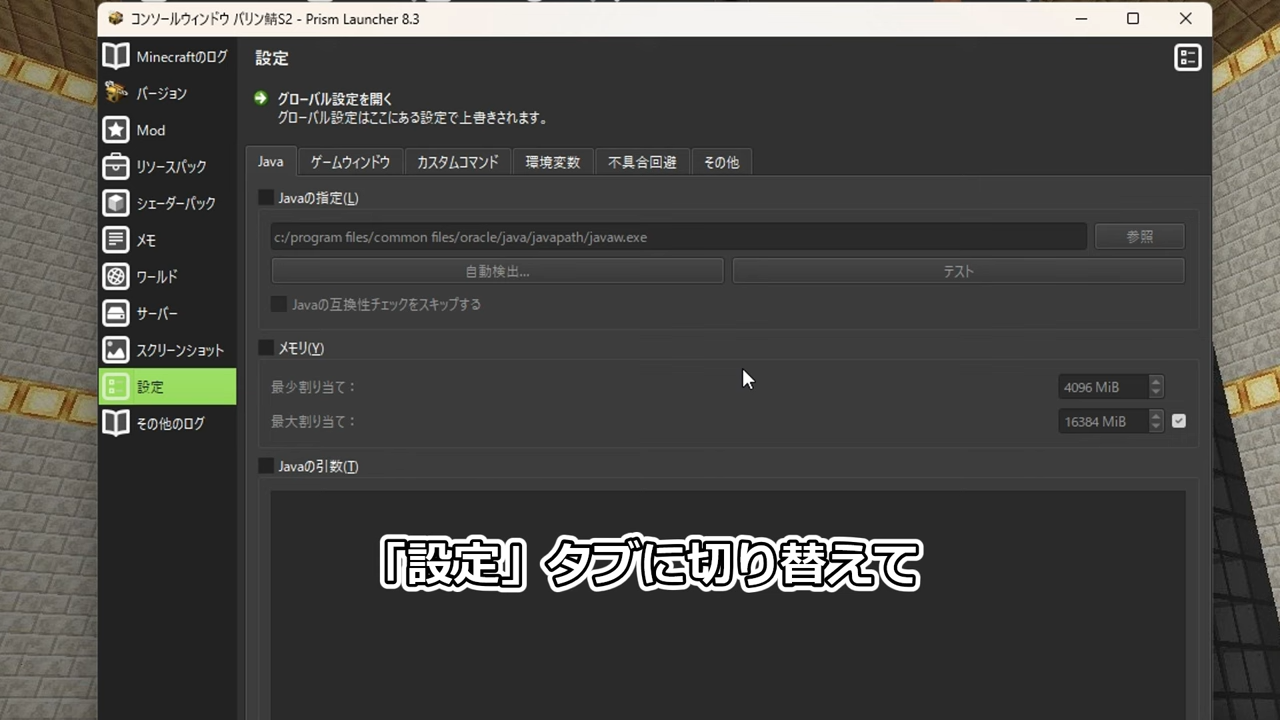 コンソールウィンドウ パリン鯖S2 - Prism Launcher 8.3
Minecraftのログ
バージョン
Mod
リソースパック
シェーダーパック
メモ
ワールド
サーバー
スクリーンショット
設定
その他のログ
設定
グローバル設定を開く
グローバル設定はここにある設定で上書きされます。
Java ゲームウィンドウ カスタムコマンド 環境変数 不具合回避 その他
Javaの指定(L)
c:/program files/common files/oracle/java/javapath/javaw.exe 参照
自動検出... テスト
Javaの互換性チェックをスキップする
メモリ(Y)
最少割り当て： 4096 MiB
最大割り当て： 16384 MiB
Javaの引数(T)
「設定」タブに切り替えて